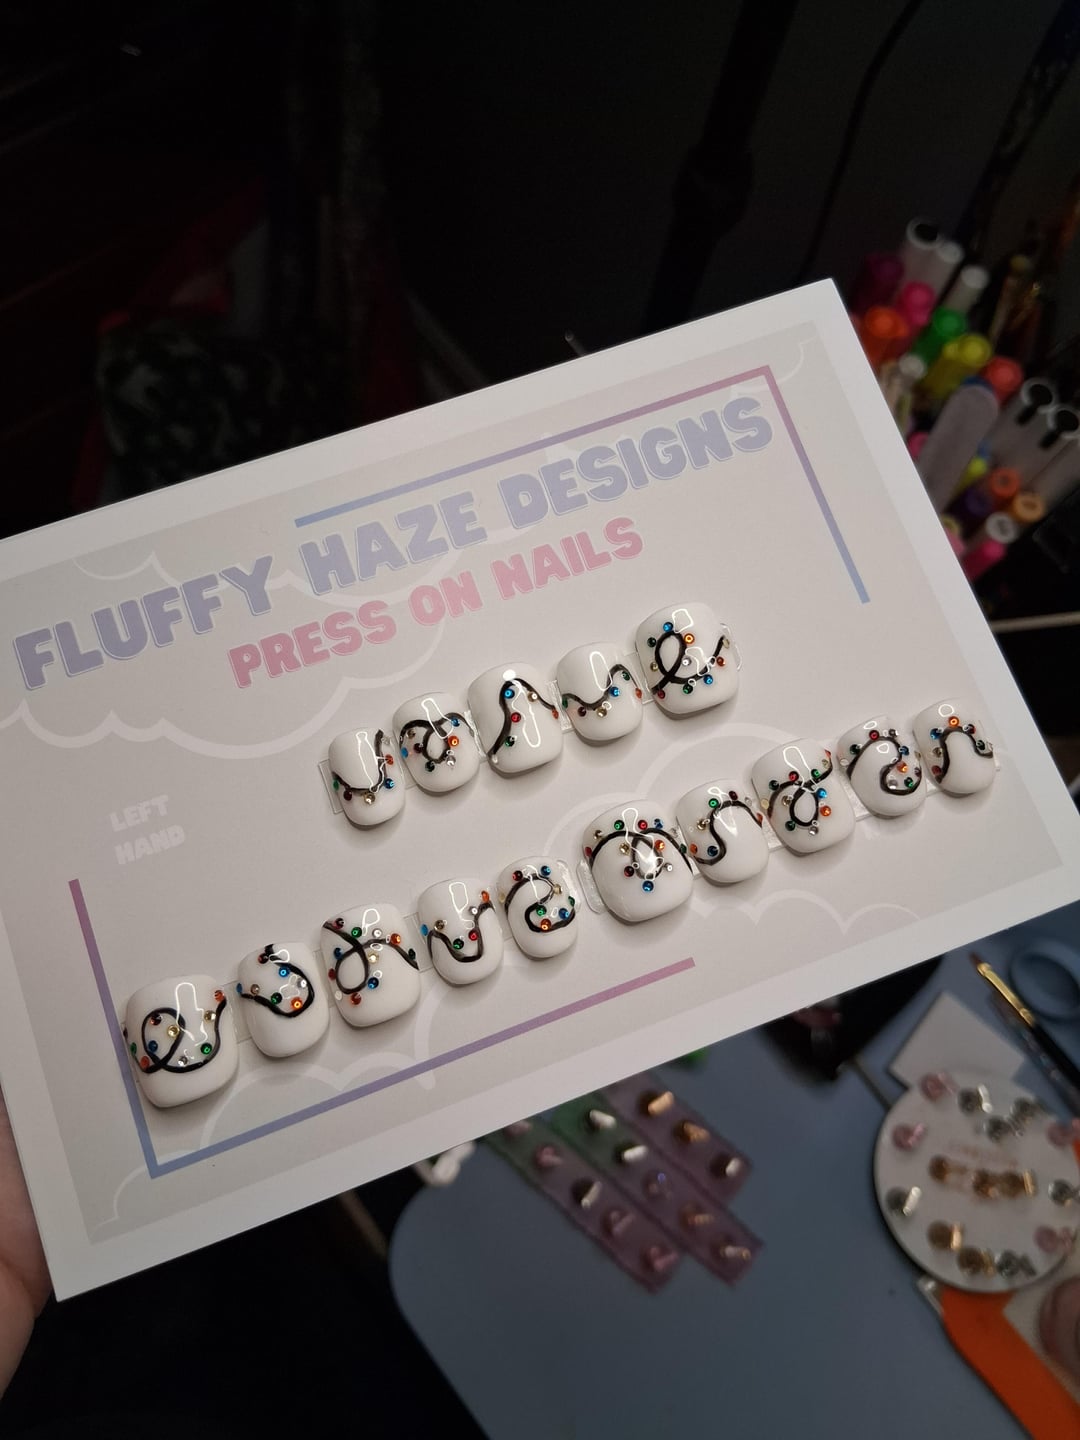 FLUFFY HAZE DESIGNS
PRESS ON NAILS
LEFT
HAND